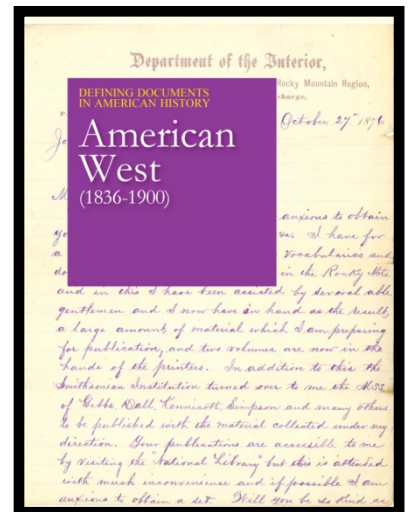 Department of the Interior,
Rocky Mountain Region,
charge.
DEFINING DOCUMENTS
IN AMERICAN HISTORY
American
West
(1836-1900)
October 27th 1876
anxious to obtain
I have for
a vocabularies and
in the Rocky Mts.
and in this I have been assisted by several able
gentlemen and I now have in hand as the result,
a large amount of material which I am preparing
for publication, and two volumes are now in the
hands of the printers. In addition to this the
Smithsonian Institution turned over to me the MSS.
of Gibbs, Dall, Kennicott, Simpson and many others
to be published with the material collected under my
direction. Your publications are accessible to me
by visiting the "National Library" but this is attended
with much inconvenience and if possible I am
anxious to obtain a set. Will you be so kind as